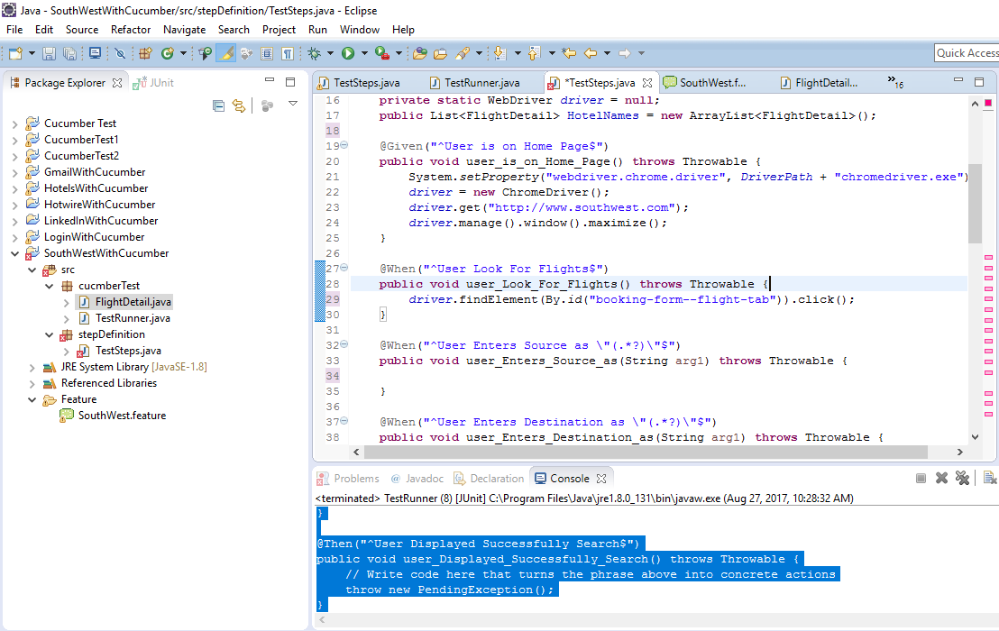 Java - SouthWestWithCucumber/src/stepDefinition/TestSteps.java - Eclipse
File Edit Source Refactor Navigate Search Project Run Window Help
Quick Access
Package Explorer JUnit
Cucumber Test
CucumberTest1
CucumberTest2
GmailWithCucumber
HotelsWithCucumber
HotwireWithCucumber
LinkedInWithCucumber
LoginWithCucumber
SouthWestWithCucumber
src
cucmberTest
FlightDetail.java
TestRunner.java
stepDefinition
TestSteps.java
JRE System Library [JavaSE-1.8]
Referenced Libraries
Feature
SouthWest.feature
TestSteps.java TestRunner.java *TestSteps.java SouthWest.f... FlightDetail... »16
16 private static WebDriver driver = null;
17 public List<FlightDetail> HotelNames = new ArrayList<FlightDetail>();
18
19 @Given("^User is on Home Page$")
20 public void user_is_on_Home_Page() throws Throwable {
21 System.setProperty("webdriver.chrome.driver", DriverPath + "chromedriver.exe")
22 driver = new ChromeDriver();
23 driver.get("http://www.southwest.com");
24 driver.manage().window().maximize();
25 }
26
27 @When("^User Look For Flights$")
28 public void user_Look_For_Flights() throws Throwable {
29 driver.findElement(By.id("booking-form--flight-tab")).click();
30 }
31
32 @When("^User Enters Source as \"(.*?)\"$")
33 public void user_Enters_Source_as(String arg1) throws Throwable {
34
35 }
36
37 @When("^User Enters Destination as \"(.*?)\"$")
38 public void user_Enters_Destination_as(String arg1) throws Throwable {
Problems @ Javadoc Declaration Console
<terminated> TestRunner (8) [JUnit] C:\Program Files\Java\jre1.8.0_131\bin\javaw.exe (Aug 27, 2017, 10:28:32 AM)
}
@Then("^User Displayed Successfully Search$")
public void user_Displayed_Successfully_Search() throws Throwable {
// Write code here that turns the phrase above into concrete actions
throw new PendingException();
}